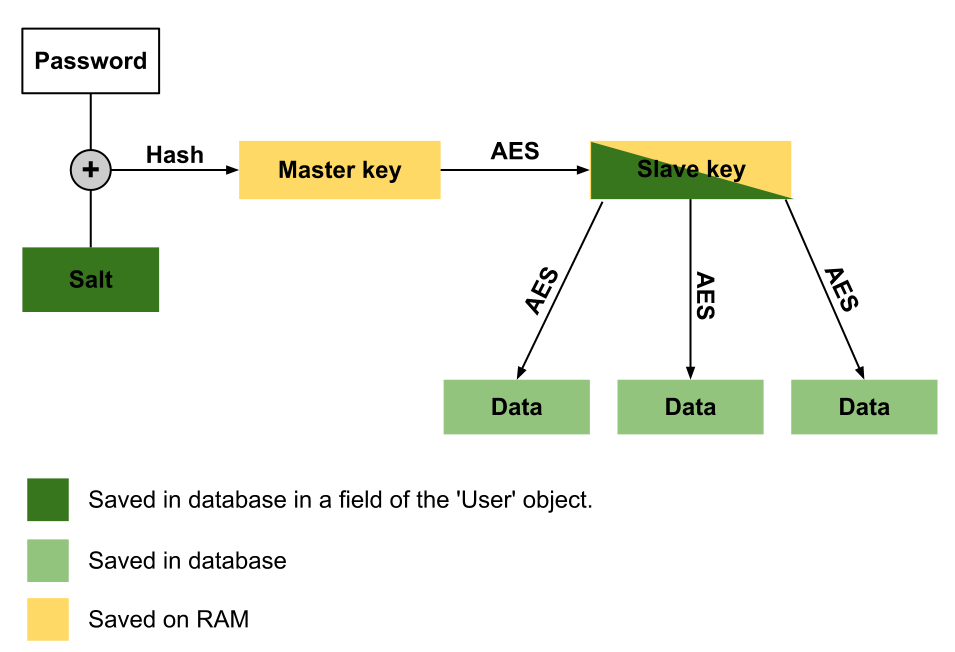 Password
+
Hash
Master key
AES
Slave key
Salt
AES
AES
AES
Data
Data
Data
Saved in database in a field of the 'User' object.
Saved in database
Saved on RAM